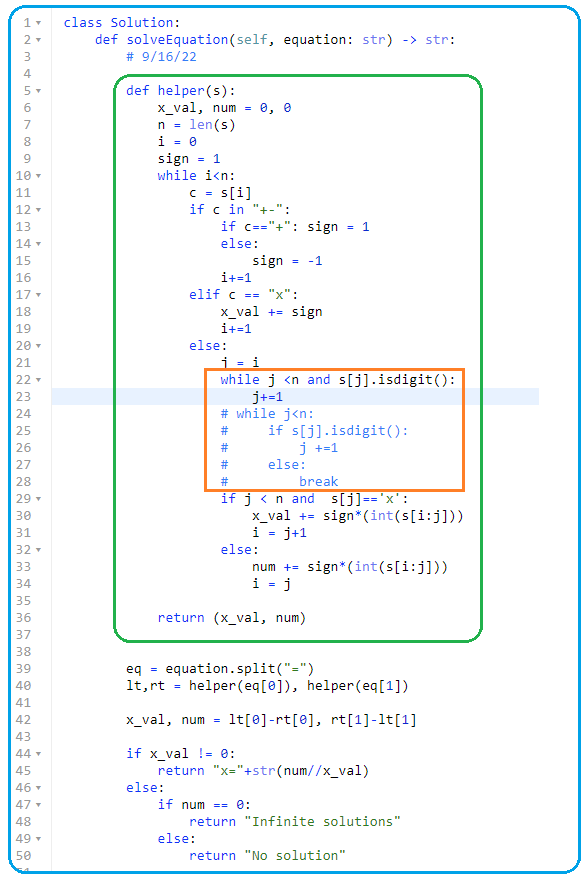 1 class Solution:
2     def solveEquation(self, equation: str) -> str:
3         # 9/16/22
4
5         def helper(s):
6             x_val, num = 0, 0
7             n = len(s)
8             i = 0
9             sign = 1
10             while i<n:
11                 c = s[i]
12                 if c in "+-":
13                     if c=="+": sign = 1
14                     else:
15                         sign = -1
16                     i+=1
17                 elif c == "x":
18                     x_val += sign
19                     i+=1
20                 else:
21                     j = i
22                     while j <n and s[j].isdigit():
23                         j+=1
24                     # while j<n:
25                     #     if s[j].isdigit():
26                     #         j +=1
27                     #     else:
28                     #         break
29                     if j < n and  s[j]=='x':
30                         x_val += sign*(int(s[i:j]))
31                         i = j+1
32                     else:
33                         num += sign*(int(s[i:j]))
34                         i = j
35
36             return (x_val, num)
37
38
39         eq = equation.split("=")
40         lt,rt = helper(eq[0]), helper(eq[1])
41
42         x_val, num = lt[0]-rt[0], rt[1]-lt[1]
43
44         if x_val != 0:
45             return "x="+str(num//x_val)
46         else:
47             if num == 0:
48                 return "Infinite solutions"
49             else:
50                 return "No solution"